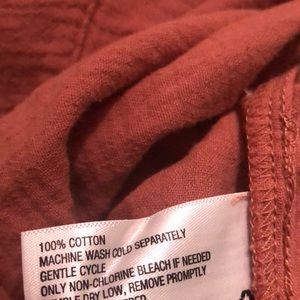 100% COTTON
MACHINE WASH COLD SEPARATELY
GENTLE CYCLE
ONLY NON-CHLORINE BLEACH IF NEEDED
DRY LOW, REMOVE PROMPTLY